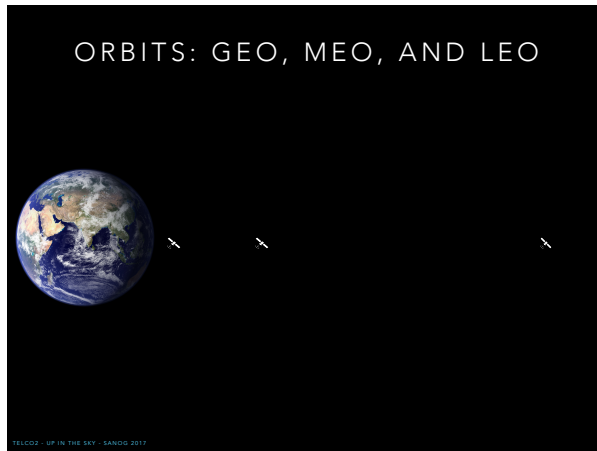 ORBITS: GEO, MEO, AND LEO
TELCO2 - UP IN THE SKY - SANOG 2017